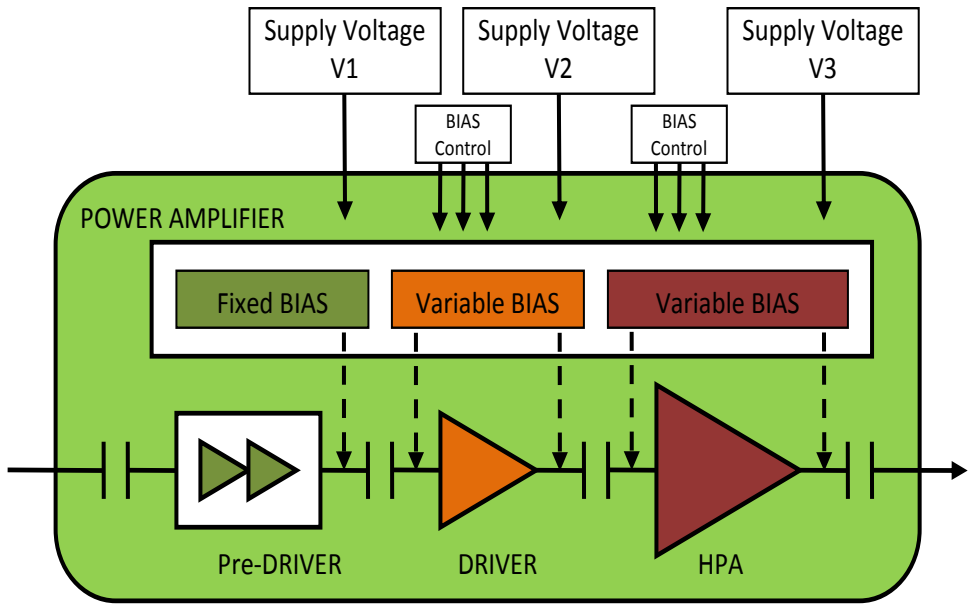 Supply Voltage
V1
Supply Voltage
V2
Supply Voltage
V3
BIAS
Control
BIAS
Control
POWER AMPLIFIER
Fixed BIAS
Variable BIAS
Variable BIAS
Pre-DRIVER
DRIVER
HPA